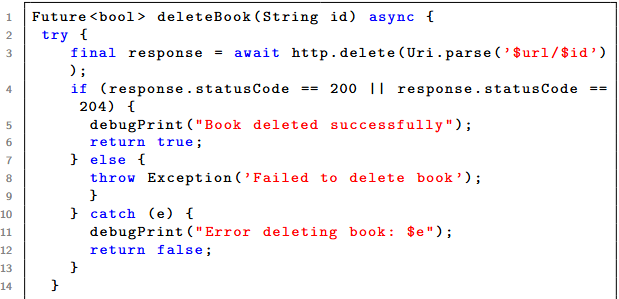 1 Future<bool> deleteBook(String id) async {
2 try {
3 final response = await http.delete(Uri.parse('$url/$id')
);
4 if (response.statusCode == 200 || response.statusCode ==
204) {
5 debugPrint("Book deleted successfully");
6 return true;
7 } else {
8 throw Exception('Failed to delete book');
9 }
10 } catch (e) {
11 debugPrint("Error deleting book: $e");
12 return false;
13 }
14 }